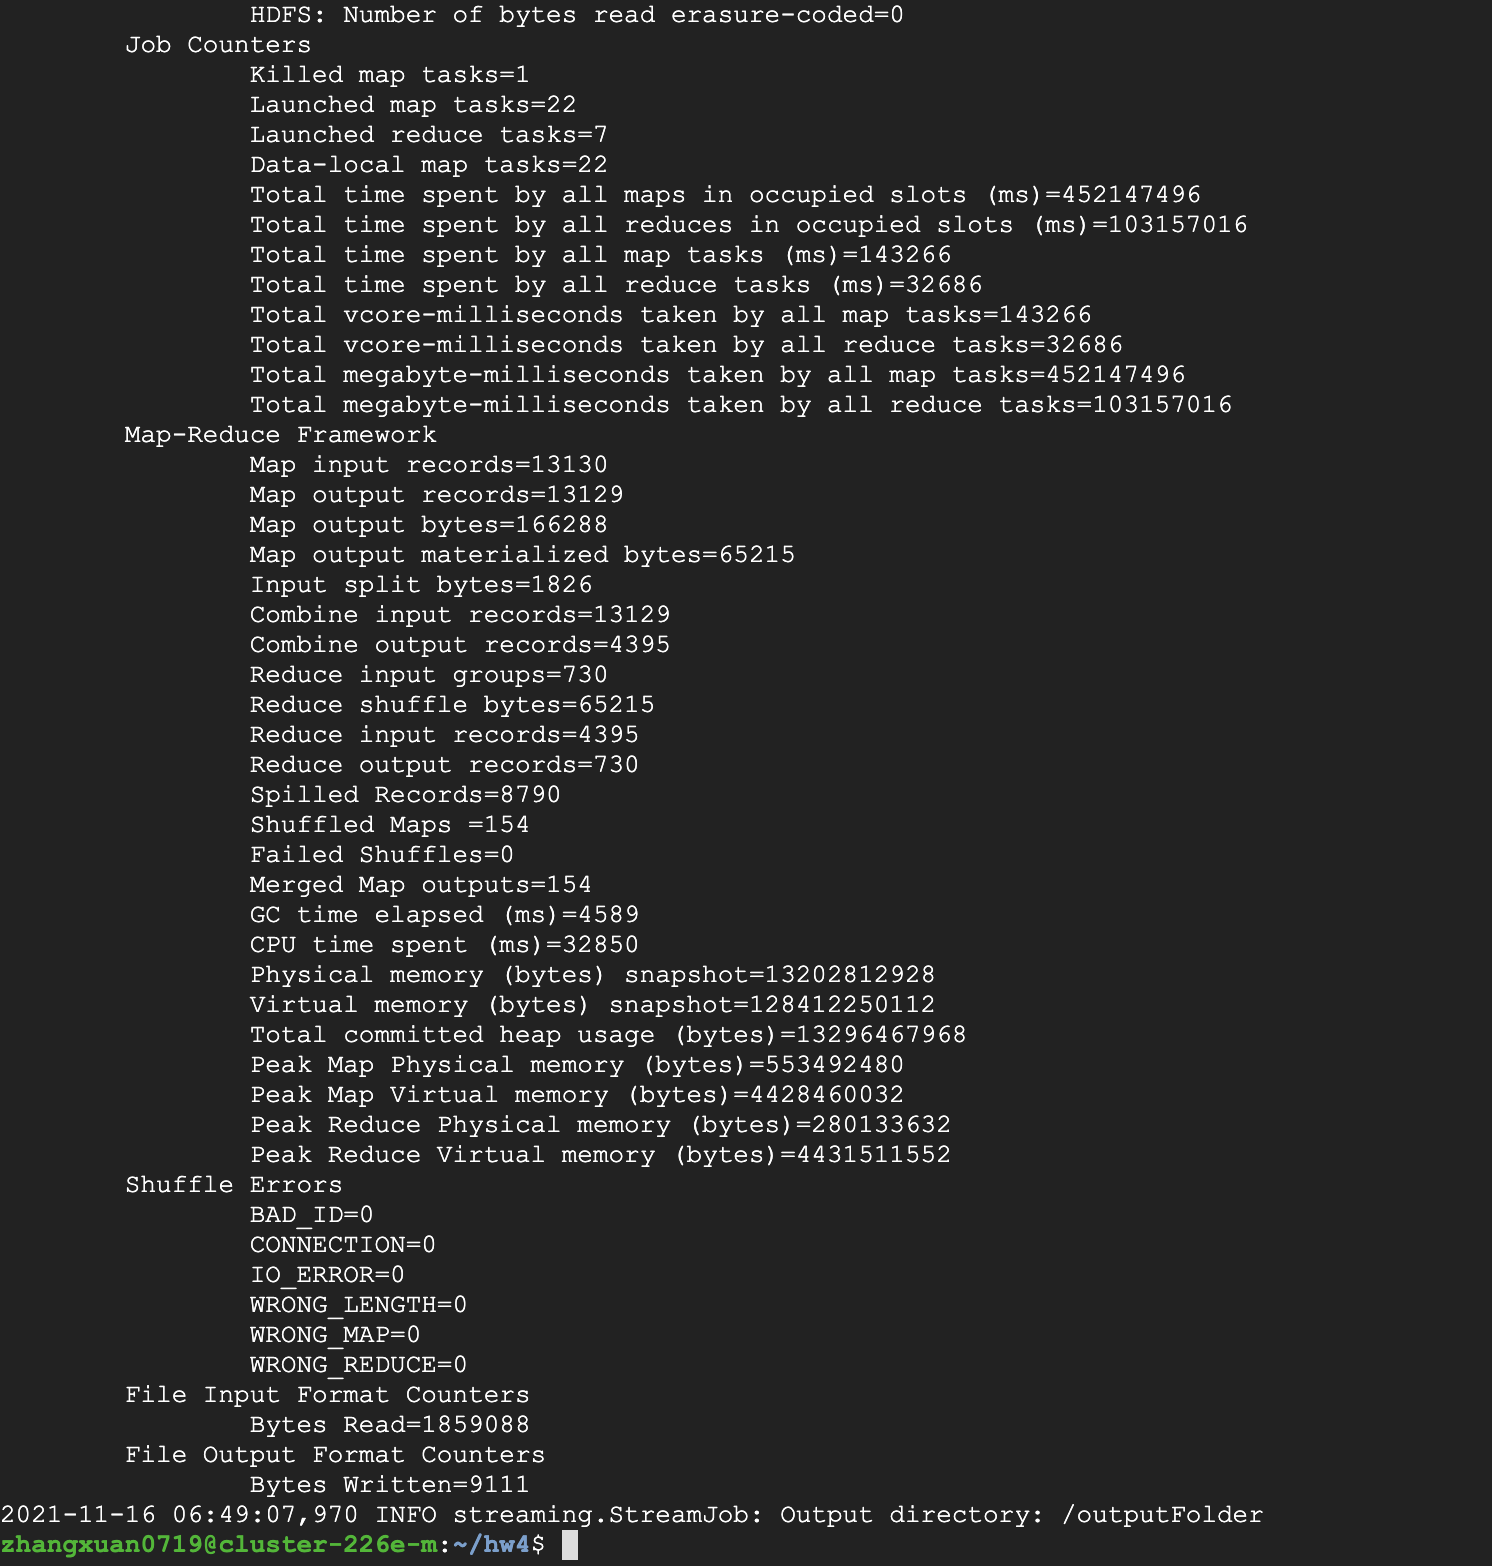 HDFS: Number of bytes read erasure-coded=0
Job Counters
Killed map tasks=1
Launched map tasks=22
Launched reduce tasks=7
Data-local map tasks=22
Total time spent by all maps in occupied slots (ms)=452147496
Total time spent by all reduces in occupied slots (ms)=103157016
Total time spent by all map tasks (ms)=143266
Total time spent by all reduce tasks (ms)=32686
Total vcore-milliseconds taken by all map tasks=143266
Total vcore-milliseconds taken by all reduce tasks=32686
Total megabyte-milliseconds taken by all map tasks=452147496
Total megabyte-milliseconds taken by all reduce tasks=103157016
Map-Reduce Framework
Map input records=13130
Map output records=13129
Map output bytes=166288
Map output materialized bytes=65215
Input split bytes=1826
Combine input records=13129
Combine output records=4395
Reduce input groups=730
Reduce shuffle bytes=65215
Reduce input records=4395
Reduce output records=730
Spilled Records=8790
Shuffled Maps =154
Failed Shuffles=0
Merged Map outputs=154
GC time elapsed (ms)=4589
CPU time spent (ms)=32850
Physical memory (bytes) snapshot=13202812928
Virtual memory (bytes) snapshot=128412250112
Total committed heap usage (bytes)=13296467968
Peak Map Physical memory (bytes)=553492480
Peak Map Virtual memory (bytes)=4428460032
Peak Reduce Physical memory (bytes)=280133632
Peak Reduce Virtual memory (bytes)=4431511552
Shuffle Errors
BAD_ID=0
CONNECTION=0
IO_ERROR=0
WRONG_LENGTH=0
WRONG_MAP=0
WRONG_REDUCE=0
File Input Format Counters
Bytes Read=1859088
File Output Format Counters
Bytes Written=9111
2021-11-16 06:49:07,970 INFO streaming.StreamJob: Output directory: /outputFolder
zhangxuan0719@cluster-226e-m:~/hw4$